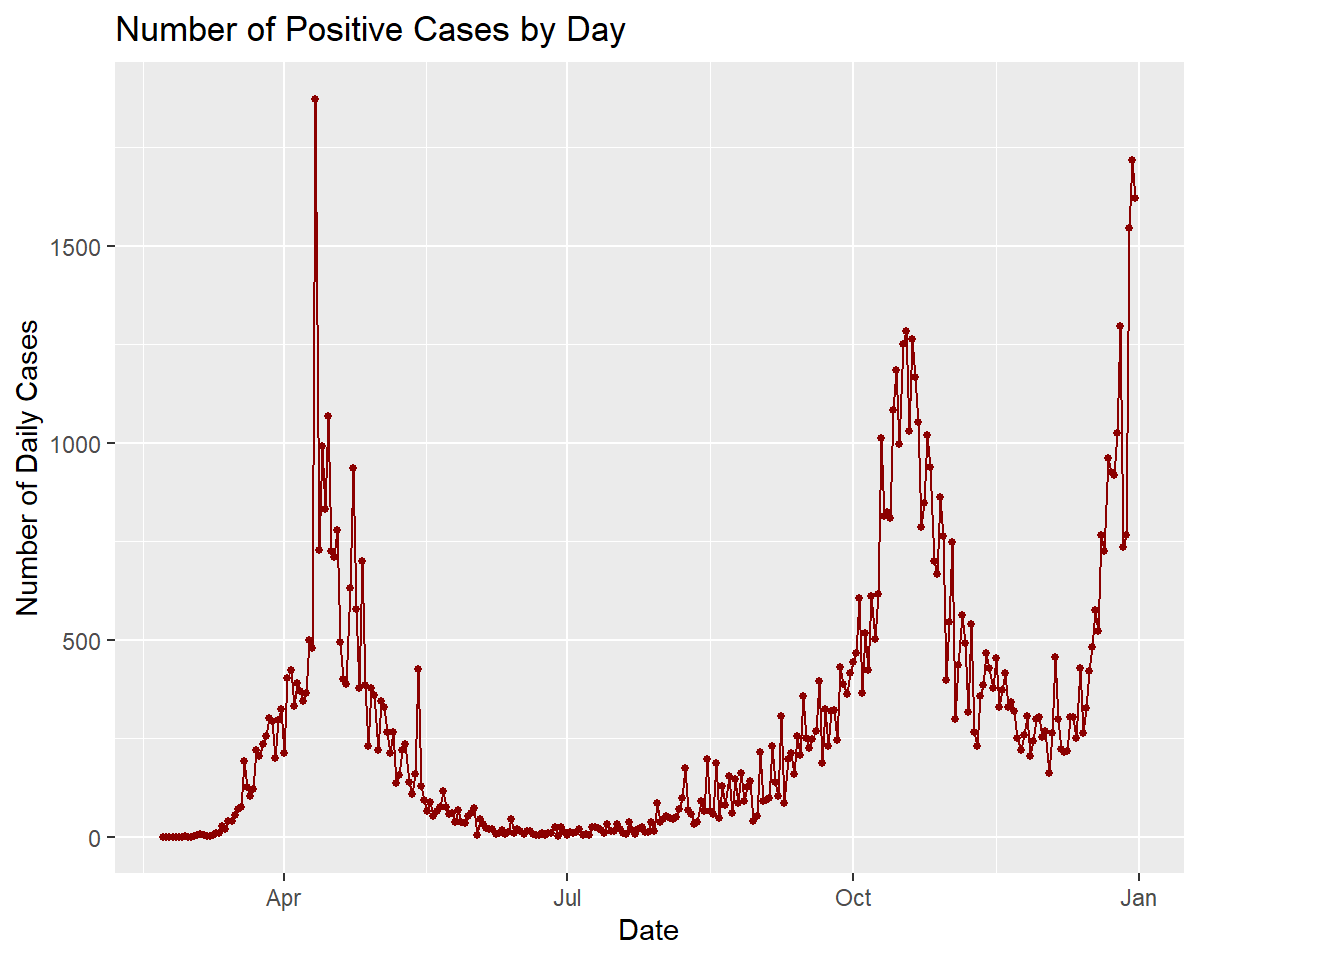 Number of Positive Cases by Day
Number of Daily Cases
1500
1000
500
0
Apr
Jul
Oct
Jan
Date